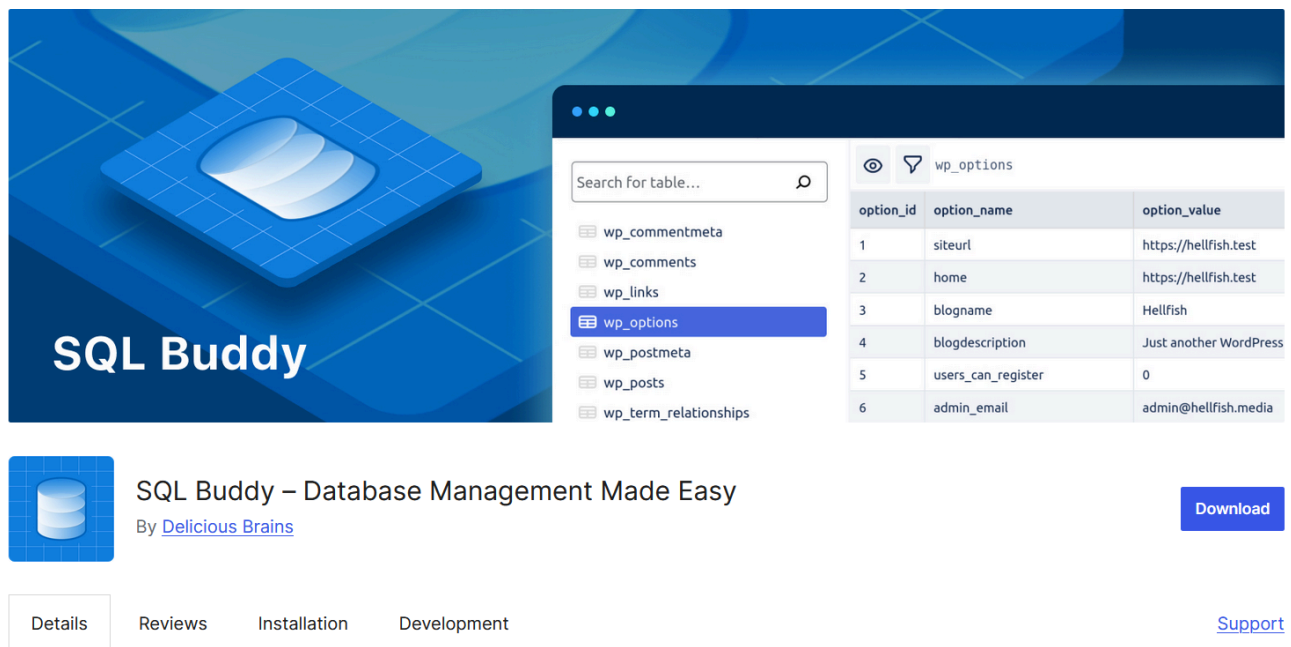 SQL Buddy
Search for table...
wp_commentmeta
wp_comments
wp_links
wp_options
wp_postmeta
wp_posts
wp_term_relationships
wp_options
option_id option_name option_value
1 siteurl https://hellfish.test
2 home https://hellfish.test
3 blogname Hellfish
4 blogdescription Just another WordPress
5 users_can_register 0
6 admin_email admin@hellfish.media
SQL Buddy – Database Management Made Easy
By Delicious Brains
Download
Details Reviews Installation Development Support